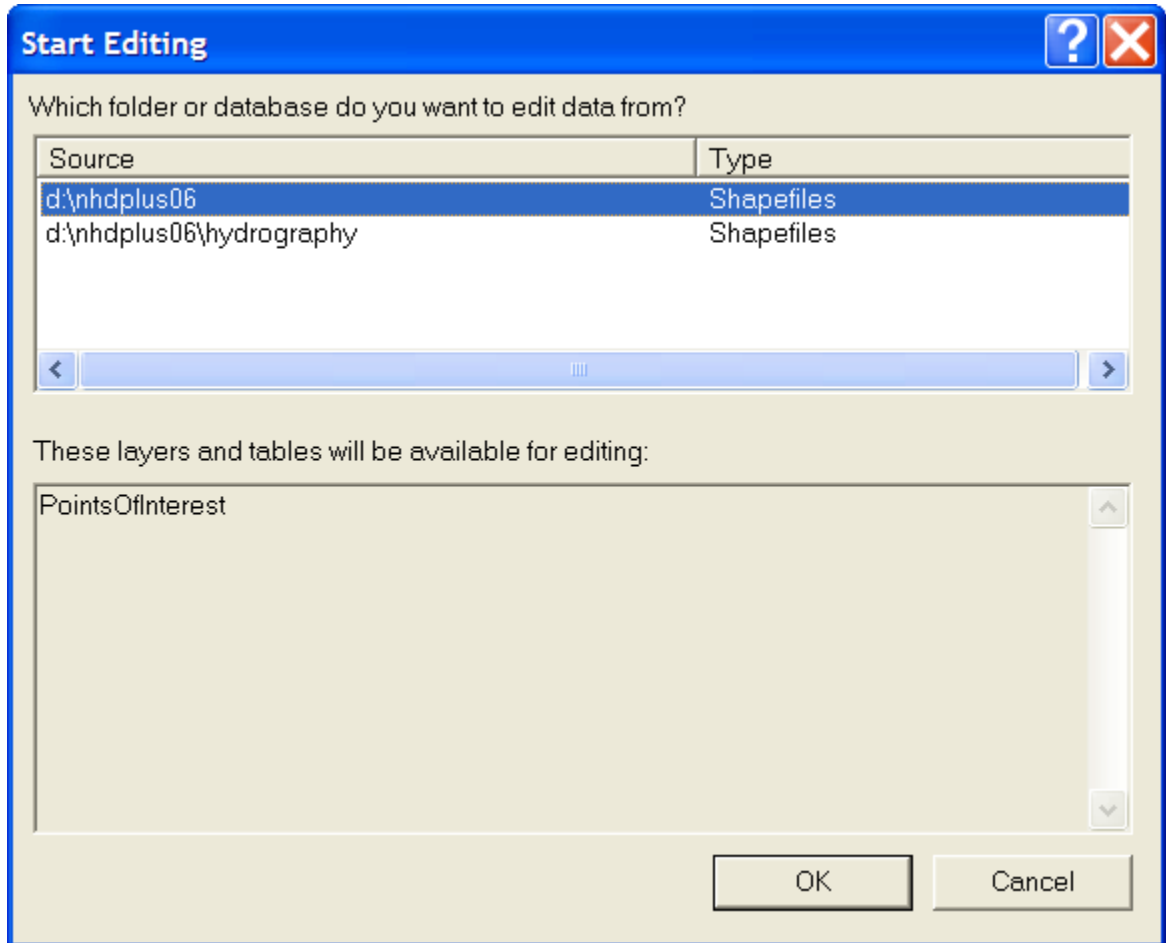 Start Editing
Which folder or database do you want to edit data from?
Source Type
d:\nhdplus06 Shapefiles
d:\nhdplus06\hydrography Shapefiles
These layers and tables will be available for editing:
PointsOfInterest
OK Cancel